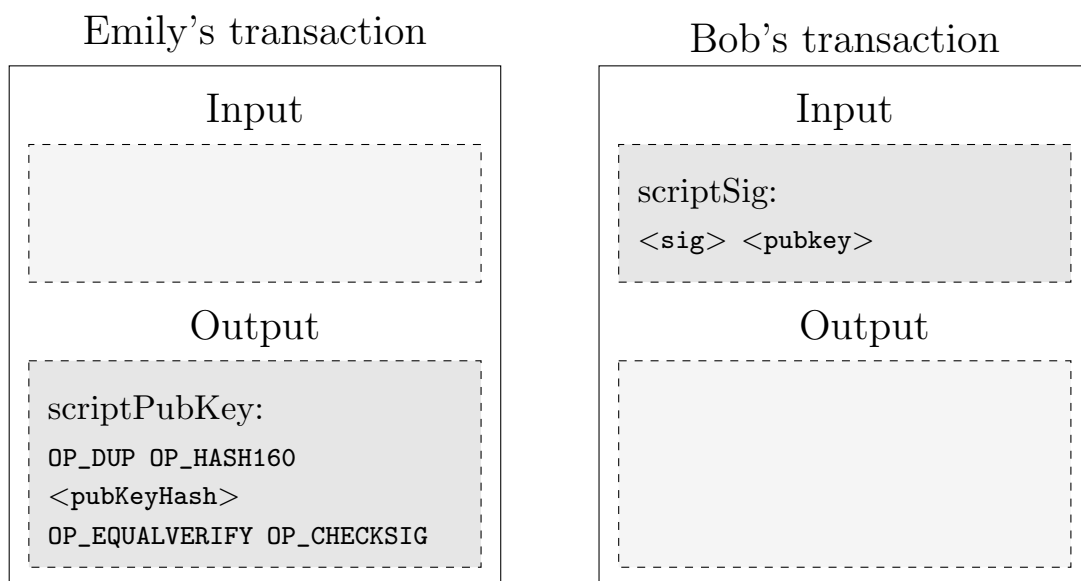 Emily's transaction
Input
Output
scriptPubKey:
OP_DUP OP_HASH160
<pubKeyHash>
OP_EQUALVERIFY OP_CHECKSIG
Bob's transaction
Input
scriptSig:
<sig> <pubkey>
Output